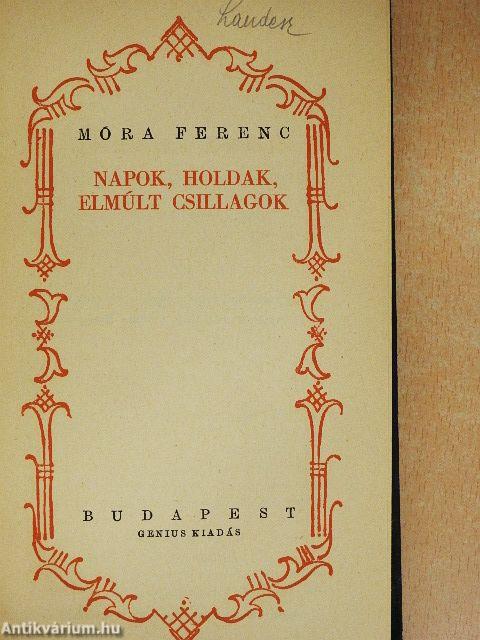 MÓRA FERENC
NAPOK, HOLDAK,
ELMÚLT CSILLAGOK
BUDAPEST
GENIUS KIADÁS
Antikvárium.hu